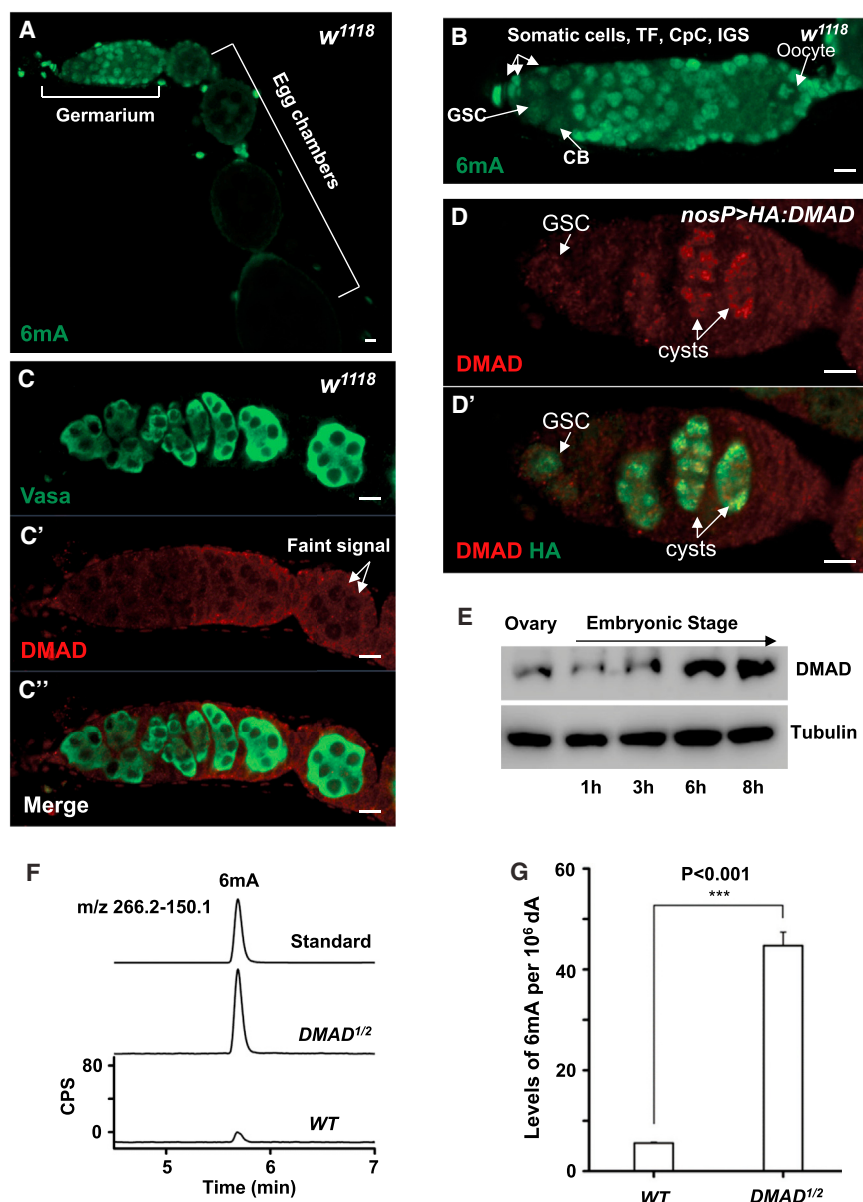 A
w1118
Germarium
Egg chambers
6mA
B
Somatic cells, TF, CpC, IGS
w1118
Oocyte
GSC
CB
6mA
C
w1118
Vasa
C'
Faint signal
DMAD
C''
Merge
D
nosP>HA:DMAD
GSC
cysts
DMAD
D'
GSC
cysts
DMAD HA
E
Ovary
Embryonic Stage
DMAD
Tubulin
1h 3h 6h 8h
F
6mA
m/z 266.2-150.1
Standard
DMAD1/2
80
CPS
0
WT
5 6 7
Time (min)
G
60
P<0.001
***
Levels of 6mA per 10⁶ dA
40
20
0
WT DMAD1/2